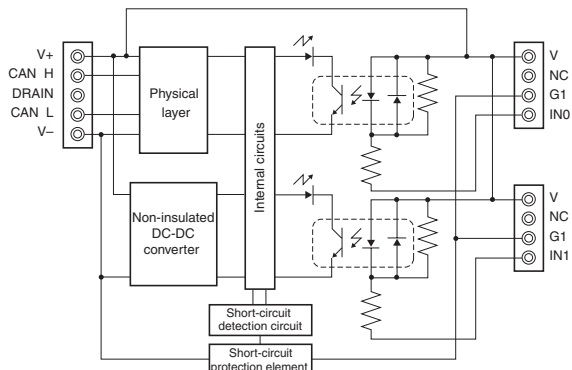 V+
CAN H
DRAIN
CAN L
V–
Physical
layer
Non-insulated
DC-DC
converter
Internal circuits
Short-circuit
detection circuit
Short-circuit
protection element
V
NC
G1
IN0
V
NC
G1
IN1